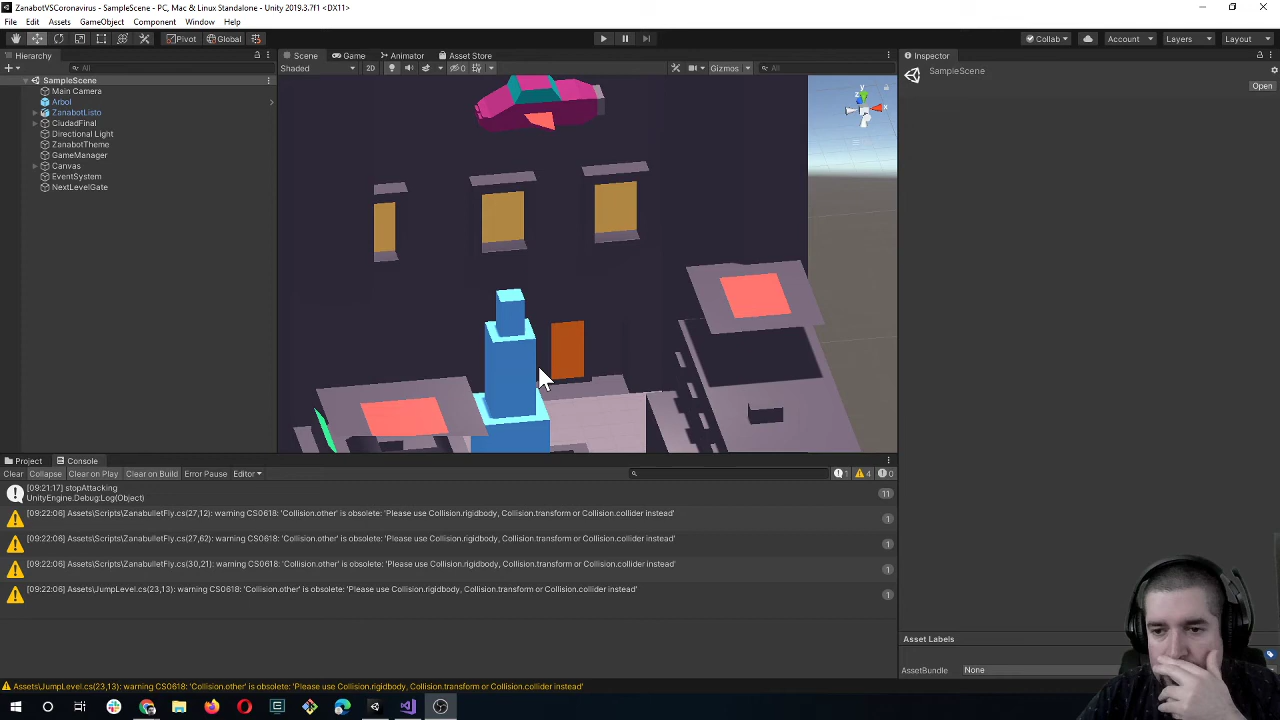 ZanabotVSCoronavirus - SampleScene - PC, Mac & Linux Standalone - Unity 2019.3.7f1 <DX11>
File Edit Assets GameObject Component Window Help
Pivot Global Collab Account Layers Layout
Hierarchy Scene Game Animator Asset Store Inspector
All Shaded 2D 0 Gizmos All
SampleScene
Open
SampleScene
Main Camera
Arbol
ZanabotListo
CiudadFinal
Directional Light
ZanabotTheme
GameManager
Canvas
EventSystem
NextLevelGate
y
z
x
Project Console
Clear Collapse Clear on Play Clear on Build Error Pause Editor 1 4 0
[09:21:17] stopAttacking
UnityEngine.Debug:Log(Object)
11
[09:22:06] Assets\Scripts\ZanabulletFly.cs(27,12): warning CS0618: 'Collision.other' is obsolete: 'Please use Collision.rigidbody, Collision.transform or Collision.collider instead'
1
[09:22:06] Assets\Scripts\ZanabulletFly.cs(27,62): warning CS0618: 'Collision.other' is obsolete: 'Please use Collision.rigidbody, Collision.transform or Collision.collider instead'
1
[09:22:06] Assets\Scripts\ZanabulletFly.cs(30,21): warning CS0618: 'Collision.other' is obsolete: 'Please use Collision.rigidbody, Collision.transform or Collision.collider instead'
1
[09:22:06] Assets\JumpLevel.cs(23,13): warning CS0618: 'Collision.other' is obsolete: 'Please use Collision.rigidbody, Collision.transform or Collision.collider instead'
1
Asset Labels
AssetBundle None
Assets\JumpLevel.cs(23,13): warning CS0618: 'Collision.other' is obsolete: 'Please use Collision.rigidbody, Collision.transform or Collision.collider instead'